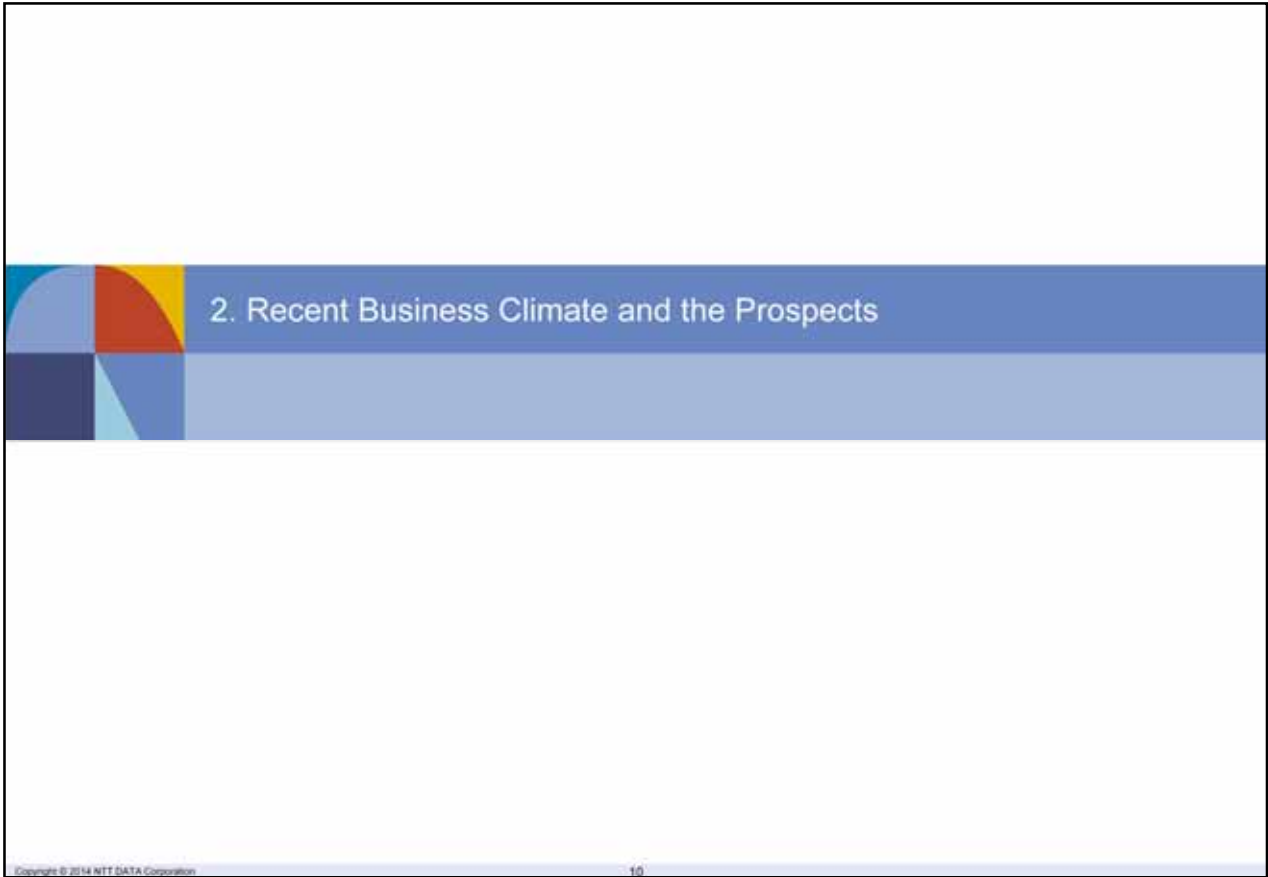 2. Recent Business Climate and the Prospects
Copyright © 2014 NTT DATA Corporation
10